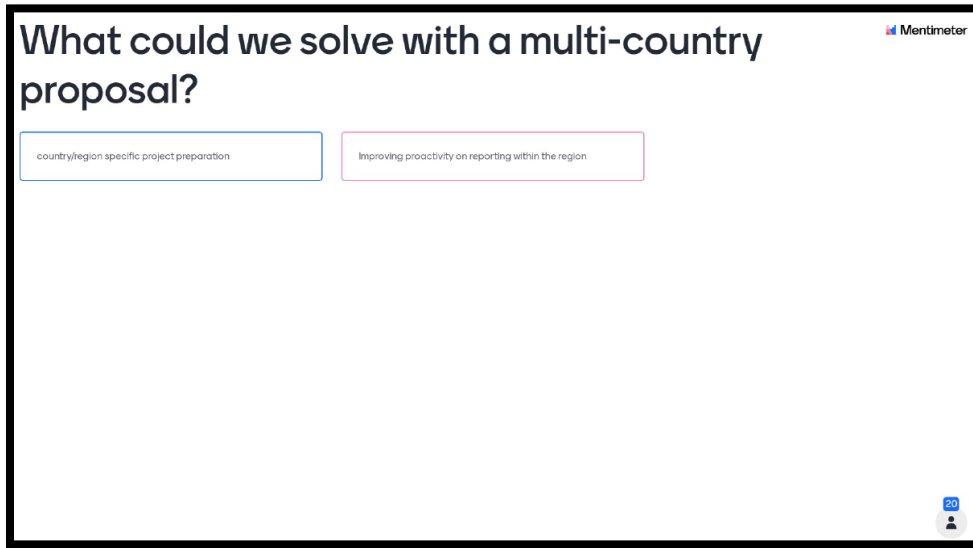 What could we solve with a multi-country
proposal?
Mentimeter
country/region specific project preparation
Improving proactivity on reporting within the region
20